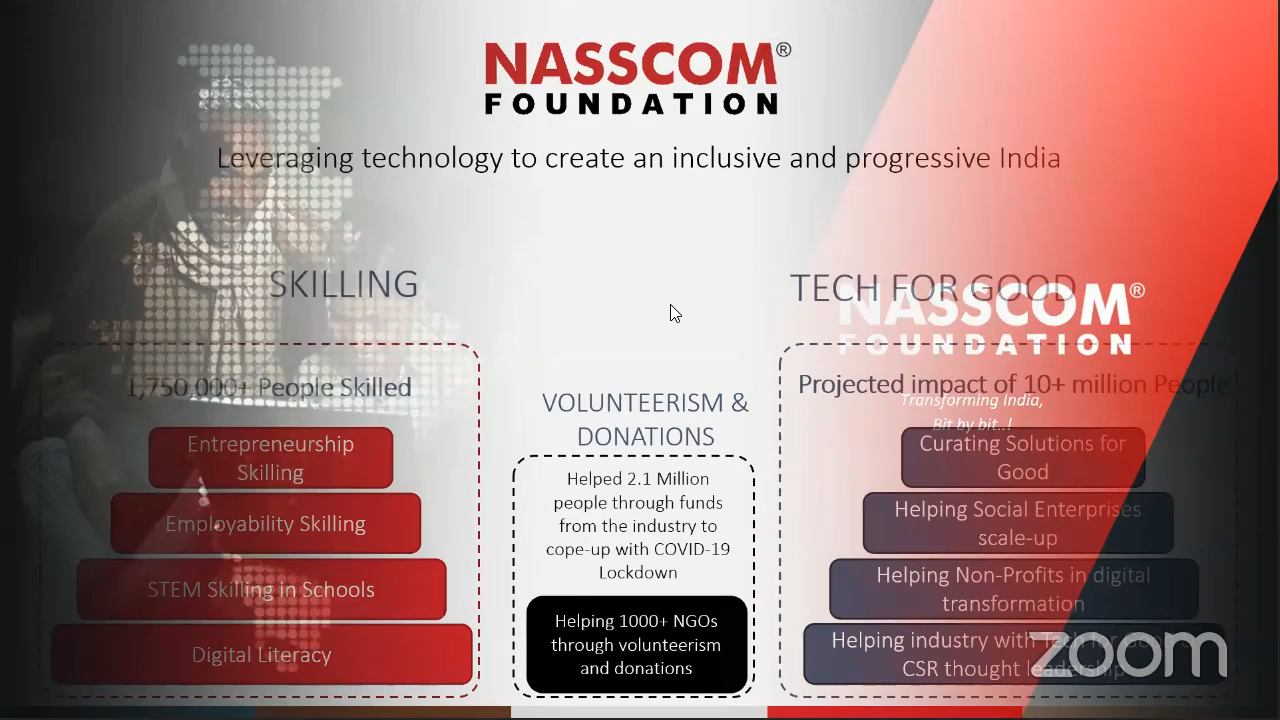 NASSCOM®
FOUNDATION
Leveraging technology to create an inclusive and progressive India
SKILLING
1,750,000+ People Skilled
Entrepreneurship
Skilling
Employability Skilling
STEM Skilling in Schools
Digital Literacy
VOLUNTEERISM &
DONATIONS
Helped 2.1 Million
people through funds
from the industry to
cope-up with COVID-19
Lockdown
Helping 1000+ NGOs
through volunteerism
and donations
TECH FOR GOOD
NASSCOM®
FOUNDATION
Projected impact of 10+ million People
Transforming India,
Bit by bit..!
Curating Solutions for
Good
Helping Social Enterprises
scale-up
Helping Non-Profits in digital
transformation
Helping industry with Tech for
CSR thought leadership
zoom